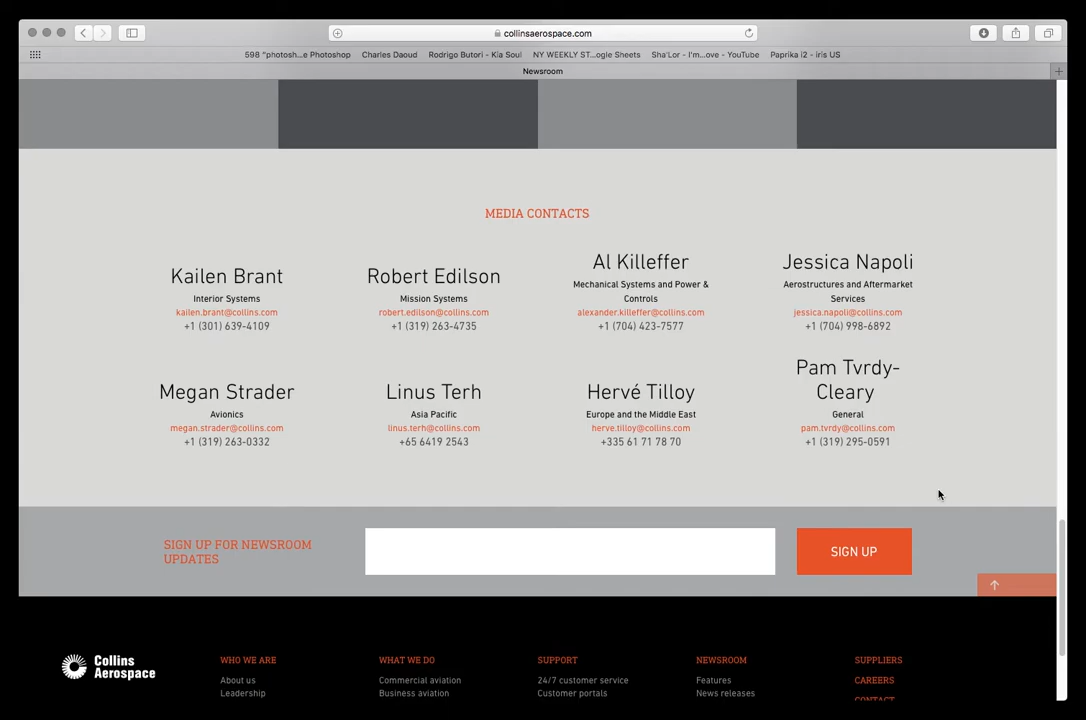 collinsaerospace.com
598 "photosh...e Photoshop
Charles Daoud
Rodrigo Butori - Kia Soul
NY WEEKLY ST...ogle Sheets
Sha'Lor - I'm...ove - YouTube
Paprika i2 - iris US
Newsroom
MEDIA CONTACTS
Kailen Brant
Interior Systems
kailen.brant@collins.com
+1 (301) 639-4109
Robert Edilson
Mission Systems
robert.edilson@collins.com
+1 (319) 263-4735
Al Killeffer
Mechanical Systems and Power &
Controls
alexander.killeffer@collins.com
+1 (704) 423-7577
Jessica Napoli
Aerostructures and Aftermarket
Services
jessica.napoli@collins.com
+1 (704) 998-6892
Megan Strader
Avionics
megan.strader@collins.com
+1 (319) 263-0332
Linus Terh
Asia Pacific
linus.terh@collins.com
+65 6419 2543
Hervé Tilloy
Europe and the Middle East
herve.tilloy@collins.com
+335 61 71 78 70
Pam Tvrdy-
Cleary
General
pam.tvrdy@collins.com
+1 (319) 295-0591
SIGN UP FOR NEWSROOM
UPDATES
SIGN UP
Collins
Aerospace
WHO WE ARE
About us
Leadership
WHAT WE DO
Commercial aviation
Business aviation
SUPPORT
24/7 customer service
Customer portals
NEWSROOM
Features
News releases
SUPPLIERS
CAREERS
CONTACT